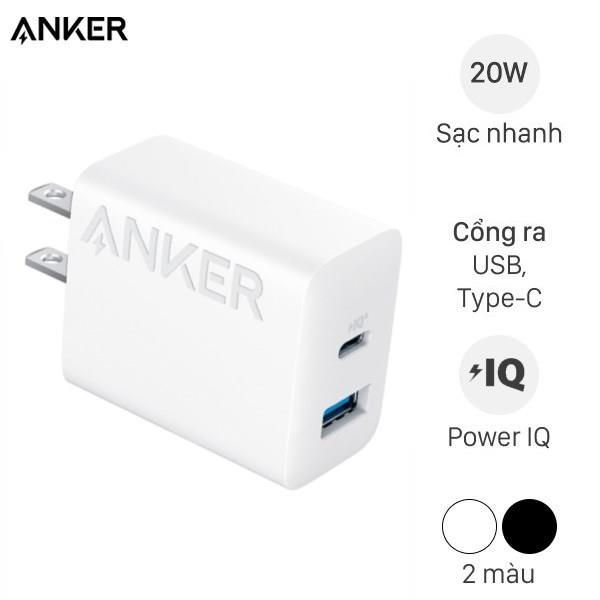 ANKER
20W
Sạc nhanh
ANKER
Cổng ra
USB,
Type-C
IQ
Power IQ
2 màu